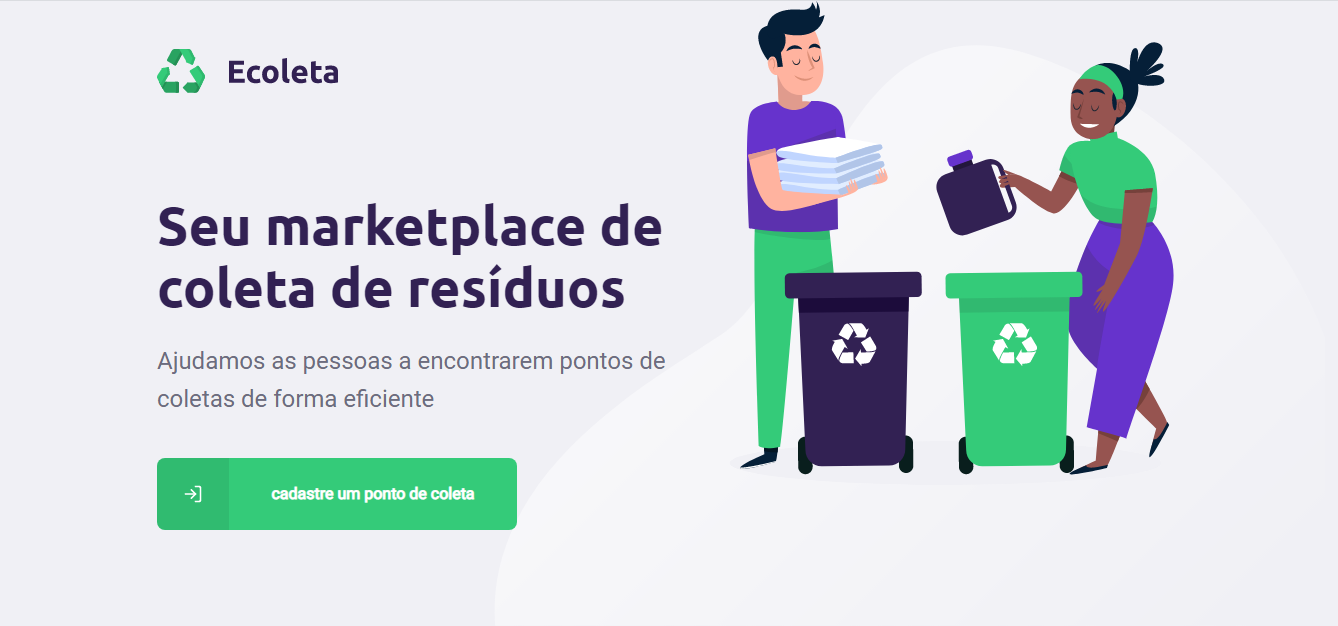 Ecoleta
Seu marketplace de
coleta de resíduos
Ajudamos as pessoas a encontrarem pontos de
coletas de forma eficiente
cadastre um ponto de coleta